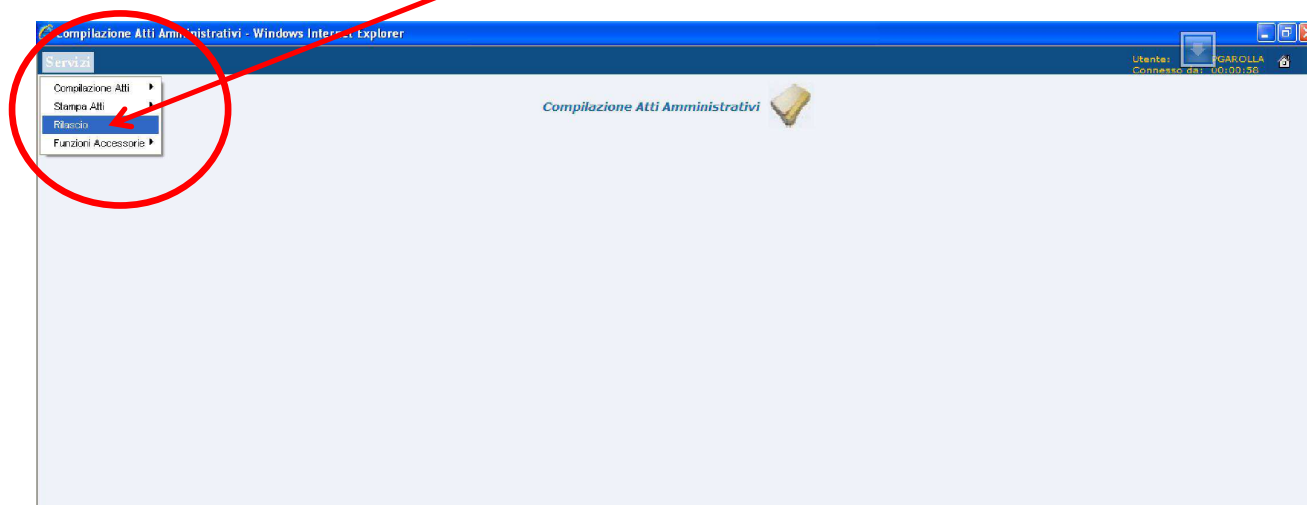 Compilazione Atti Amministrativi - Windows Internet Explorer
Servizi
Utente: PGAROLLA
Connesso da: 00:00:58
Compilazione Atti
Stampa Atti
Rilascio
Funzioni Accessorie
Compilazione Atti Amministrativi